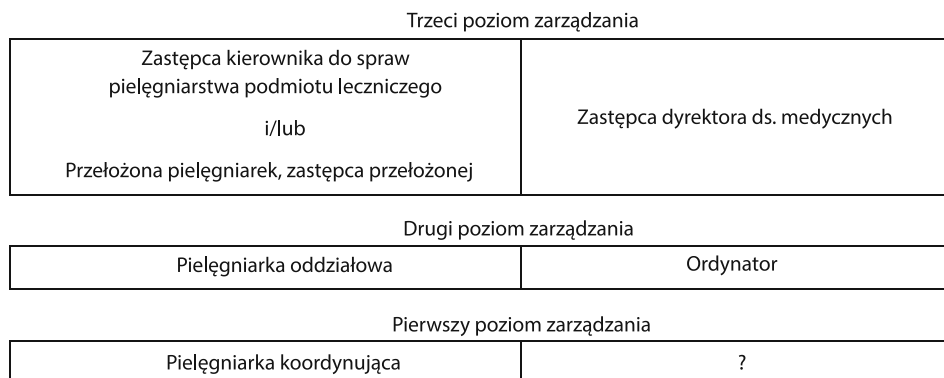 Trzeci poziom zarządzania
Zastępca kierownika do spraw
pielęgniarstwa podmiotu leczniczego
i/lub
Przełożona pielęgniarek, zastępca przełożonej
Zastępca dyrektora ds. medycznych
Drugi poziom zarządzania
Pielęgniarka oddziałowa
Ordynator
Pierwszy poziom zarządzania
Pielęgniarka koordynująca
?